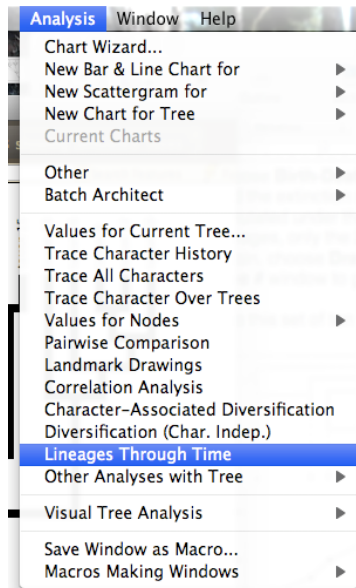 Analysis Window Help
Chart Wizard...
New Bar & Line Chart for
New Scattergram for
New Chart for Tree
Current Charts
Other
Batch Architect
Values for Current Tree...
Trace Character History
Trace All Characters
Trace Character Over Trees
Values for Nodes
Pairwise Comparison
Landmark Drawings
Correlation Analysis
Character-Associated Diversification
Diversification (Char. Indep.)
Lineages Through Time
Other Analyses with Tree
Visual Tree Analysis
Save Window as Macro...
Macros Making Windows